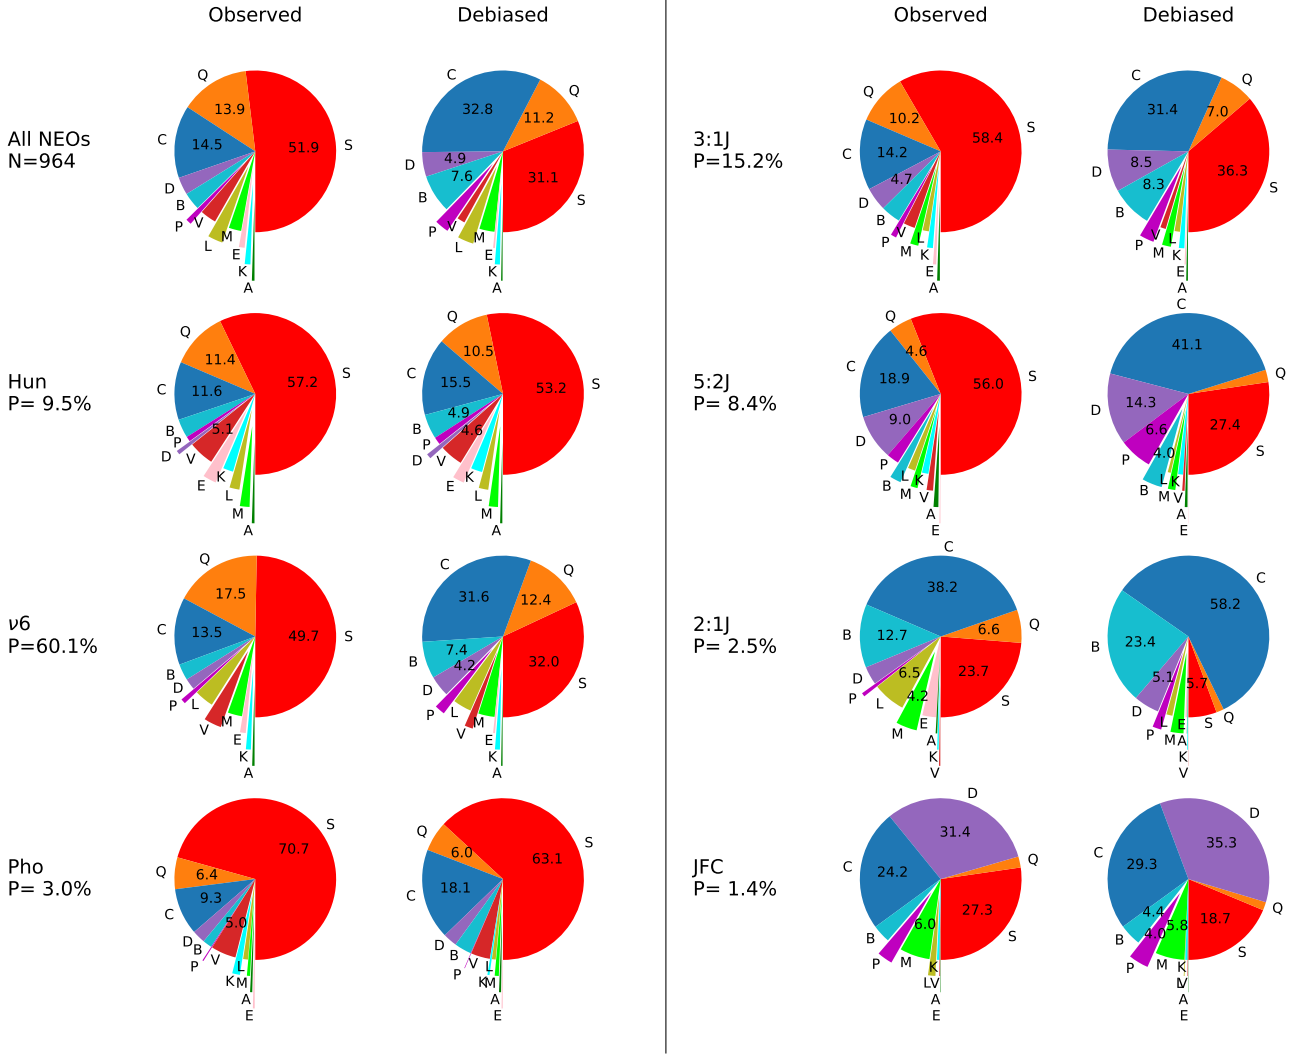 Observed
Debiased
Observed
Debiased
All NEOs
N=964
S
51.9
Q
13.9
C
14.5
D
B
P
V
L
M
E
K
A
C
32.8
Q
11.2
S
31.1
D
4.9
B
7.6
P
V
L
M
E
K
A
3:1J
P=15.2%
S
58.4
Q
10.2
C
14.2
D
4.7
B
P
V
M
L
K
E
A
C
31.4
Q
7.0
S
36.3
D
8.5
B
8.3
P
V
M
L
K
E
A
Hun
P= 9.5%
S
57.2
Q
11.4
C
11.6
B
P
D
V
5.1
E
K
L
M
A
S
53.2
Q
10.5
C
15.5
B
4.9
P
D
V
4.6
E
K
L
M
A
5:2J
P= 8.4%
S
56.0
Q
4.6
C
18.9
D
9.0
P
B
L
M
K
V
A
E
C
41.1
Q
S
27.4
D
14.3
P
6.6
B
4.0
L
M
K
V
A
E
ν6
P=60.1%
S
49.7
Q
17.5
C
13.5
B
D
P
L
V
M
E
K
A
C
31.6
Q
12.4
S
32.0
B
7.4
D
4.2
P
L
V
M
E
K
A
2:1J
P= 2.5%
C
38.2
Q
6.6
S
23.7
B
12.7
D
P
L
6.5
M
4.2
E
A
K
V
C
58.2
B
23.4
D
5.1
P
L
M
E
A
K
V
S
5.7
Q
Pho
P= 3.0%
S
70.7
Q
6.4
C
9.3
D
B
P
V
5.0
K
L
M
A
E
S
63.1
Q
6.0
C
18.1
D
B
P
V
K
L
M
A
E
JFC
P= 1.4%
D
31.4
Q
S
27.3
C
24.2
B
P
M
6.0
L
K
V
A
E
D
35.3
Q
S
18.7
C
29.3
B
4.4
P
4.0
M
5.8
L
K
V
A
E